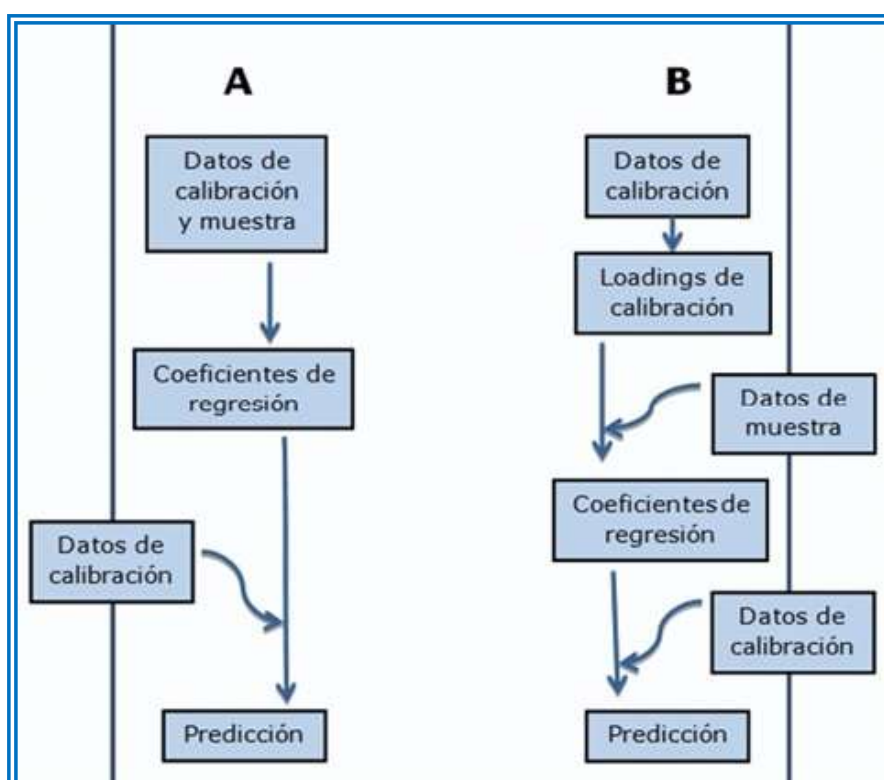 A
Datos de
calibración
y muestra
Coeficientes de
regresión
Datos de
calibración
Predicción
B
Datos de
calibración
Loadings de
calibración
Datos de
muestra
Coeficientes de
regresión
Datos de
calibración
Predicción